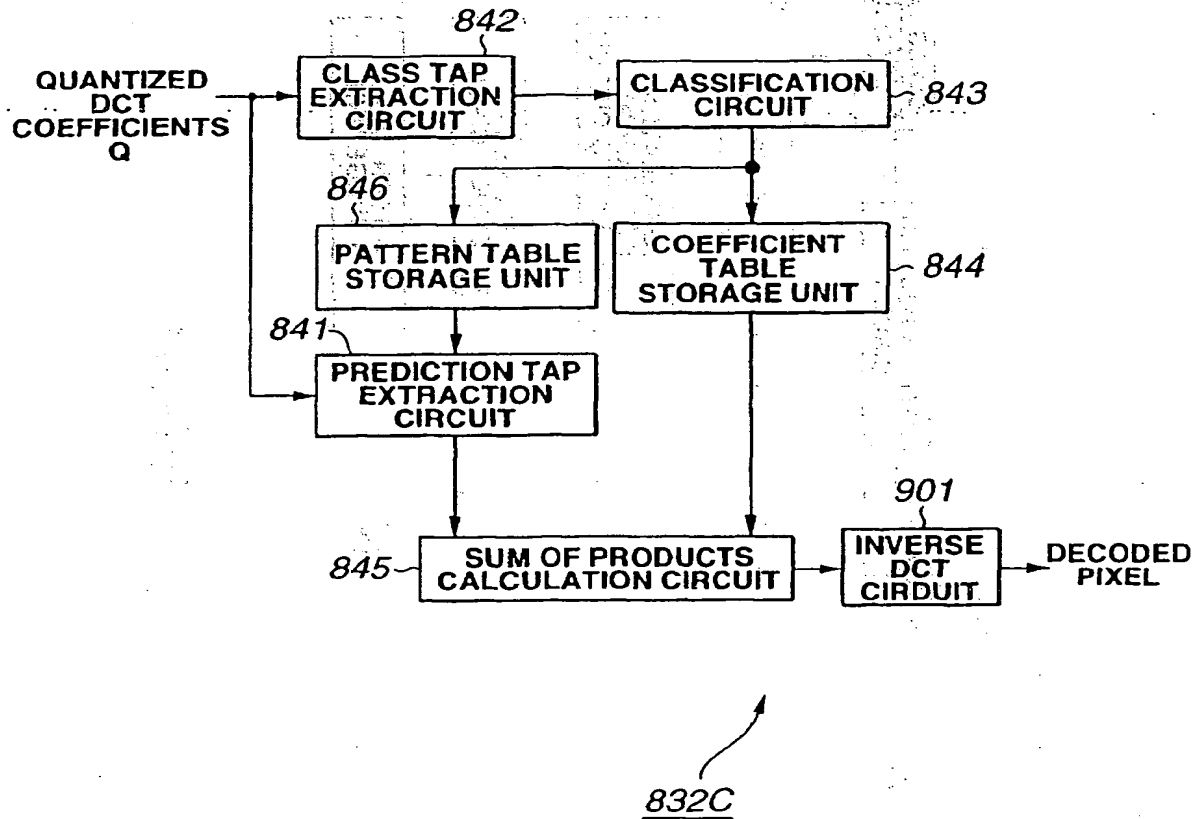 842
QUANTIZED
DCT
COEFFICIENTS
Q
CLASS TAP
EXTRACTION
CIRCUIT
CLASSIFICATION
CIRCUIT
843
846
PATTERN TABLE
STORAGE UNIT
COEFFICIENT
TABLE
STORAGE UNIT
844
841
PREDICTION TAP
EXTRACTION
CIRCUIT
845
SUM OF PRODUCTS
CALCULATION CIRCUIT
901
INVERSE
DCT
CIRDUIT
DECODED
PIXEL
832C